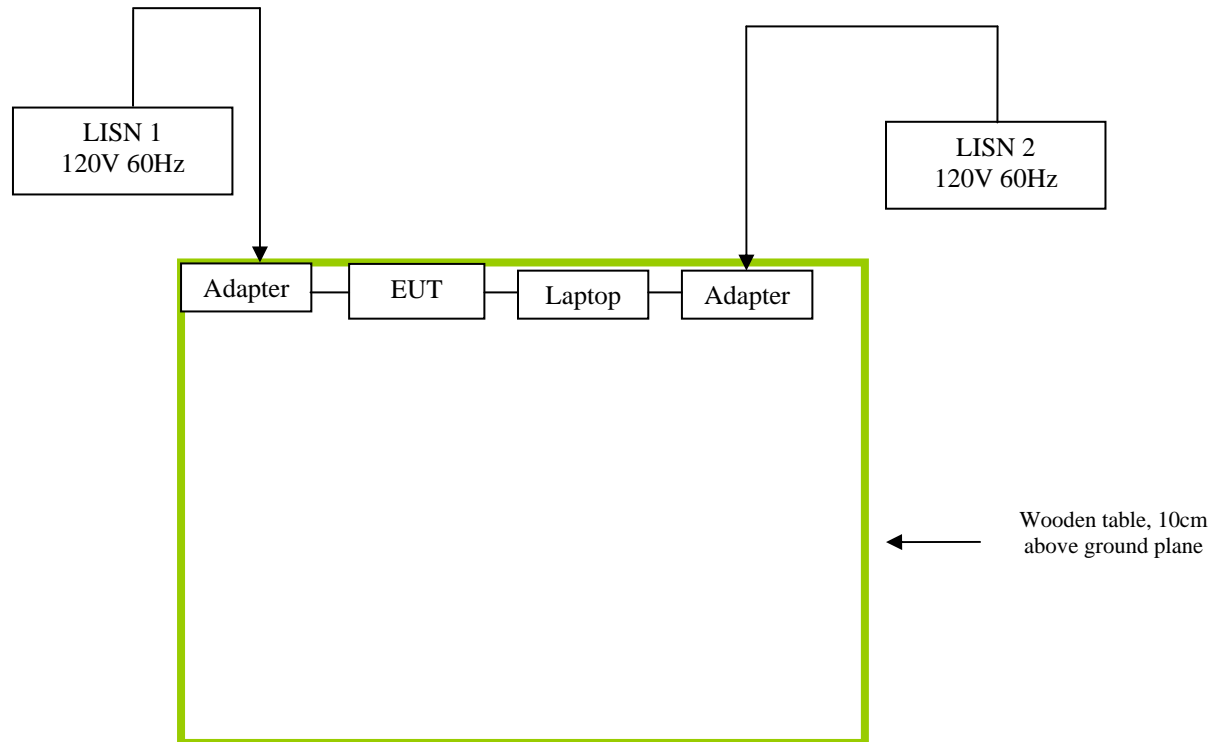 LISN 1
120V 60Hz
LISN 2
120V 60Hz
Adapter
EUT
Laptop
Adapter
Wooden table, 10cm
above ground plane